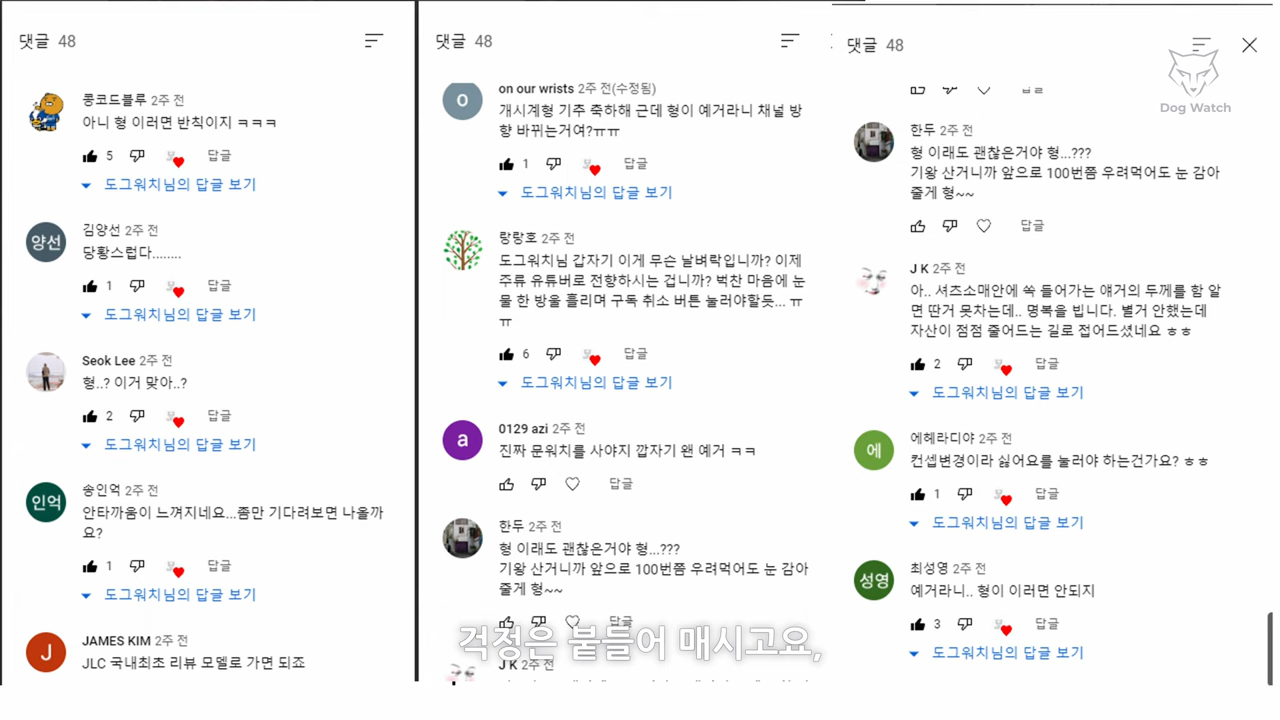 댓글 48
콩코드블루 2주 전
아니 형 이러면 반칙이지 ㅋㅋㅋ
5 답글
도그워치님의 답글 보기
양선
김양선 2주 전
당황스럽다........
1 답글
도그워치님의 답글 보기
Seok Lee 2주 전
형..? 이거 맞아..?
2 답글
도그워치님의 답글 보기
인억
송인억 2주 전
안타까움이 느껴지네요...좀만 기다려보면 나올까
요?
1 답글
도그워치님의 답글 보기
J
JAMES KIM 2주 전
JLC 국내최초 리뷰 모델로 가면 되죠
댓글 48
o
on our wrists 2주 전(수정됨)
개시계형 기추 축하해 근데 형이 예거라니 채널 방
향 바뀌는거여?ㅠㅠ
1 답글
도그워치님의 답글 보기
랑랑호 2주 전
도그워치님 갑자기 이게 무슨 날벼락입니까? 이제
주류 유튜버로 전향하시는 겁니까? 벅찬 마음에 눈
물 한 방을 흘리며 구독 취소 버튼 눌러야할듯... ㅠ
ㅠ
6 답글
도그워치님의 답글 보기
a
0129 azi 2주 전
진짜 문워치를 사야지 깝자기 왠 예거 ㅋㅋ
답글
한두 2주 전
형 이래도 괜찮은거야 형...???
기왕 산거니까 앞으로 100번쯤 우려먹어도 눈 감아
줄게 형~~
답글
걱정은 붙들어 매시고요,
J K 2주 전
댓글 48
Dog Watch
답글
한두 2주 전
형 이래도 괜찮은거야 형...???
기왕 산거니까 앞으로 100번쯤 우려먹어도 눈 감아
줄게 형~~
답글
J K 2주 전
아.. 셔츠소매안에 쏙 들어가는 얘거의 두께를 함 알
면 딴거 못차는데.. 명복을 빕니다. 별거 안했는데
자산이 점점 줄어드는 길로 접어드셨네요 ㅎㅎ
2 답글
도그워치님의 답글 보기
에
에헤라디야 2주 전
컨셉변경이라 싫어요를 눌러야 하는건가요? ㅎㅎ
1 답글
도그워치님의 답글 보기
성영
최성영 2주 전
예거라니.. 형이 이러면 안되지
3 답글
도그워치님의 답글 보기